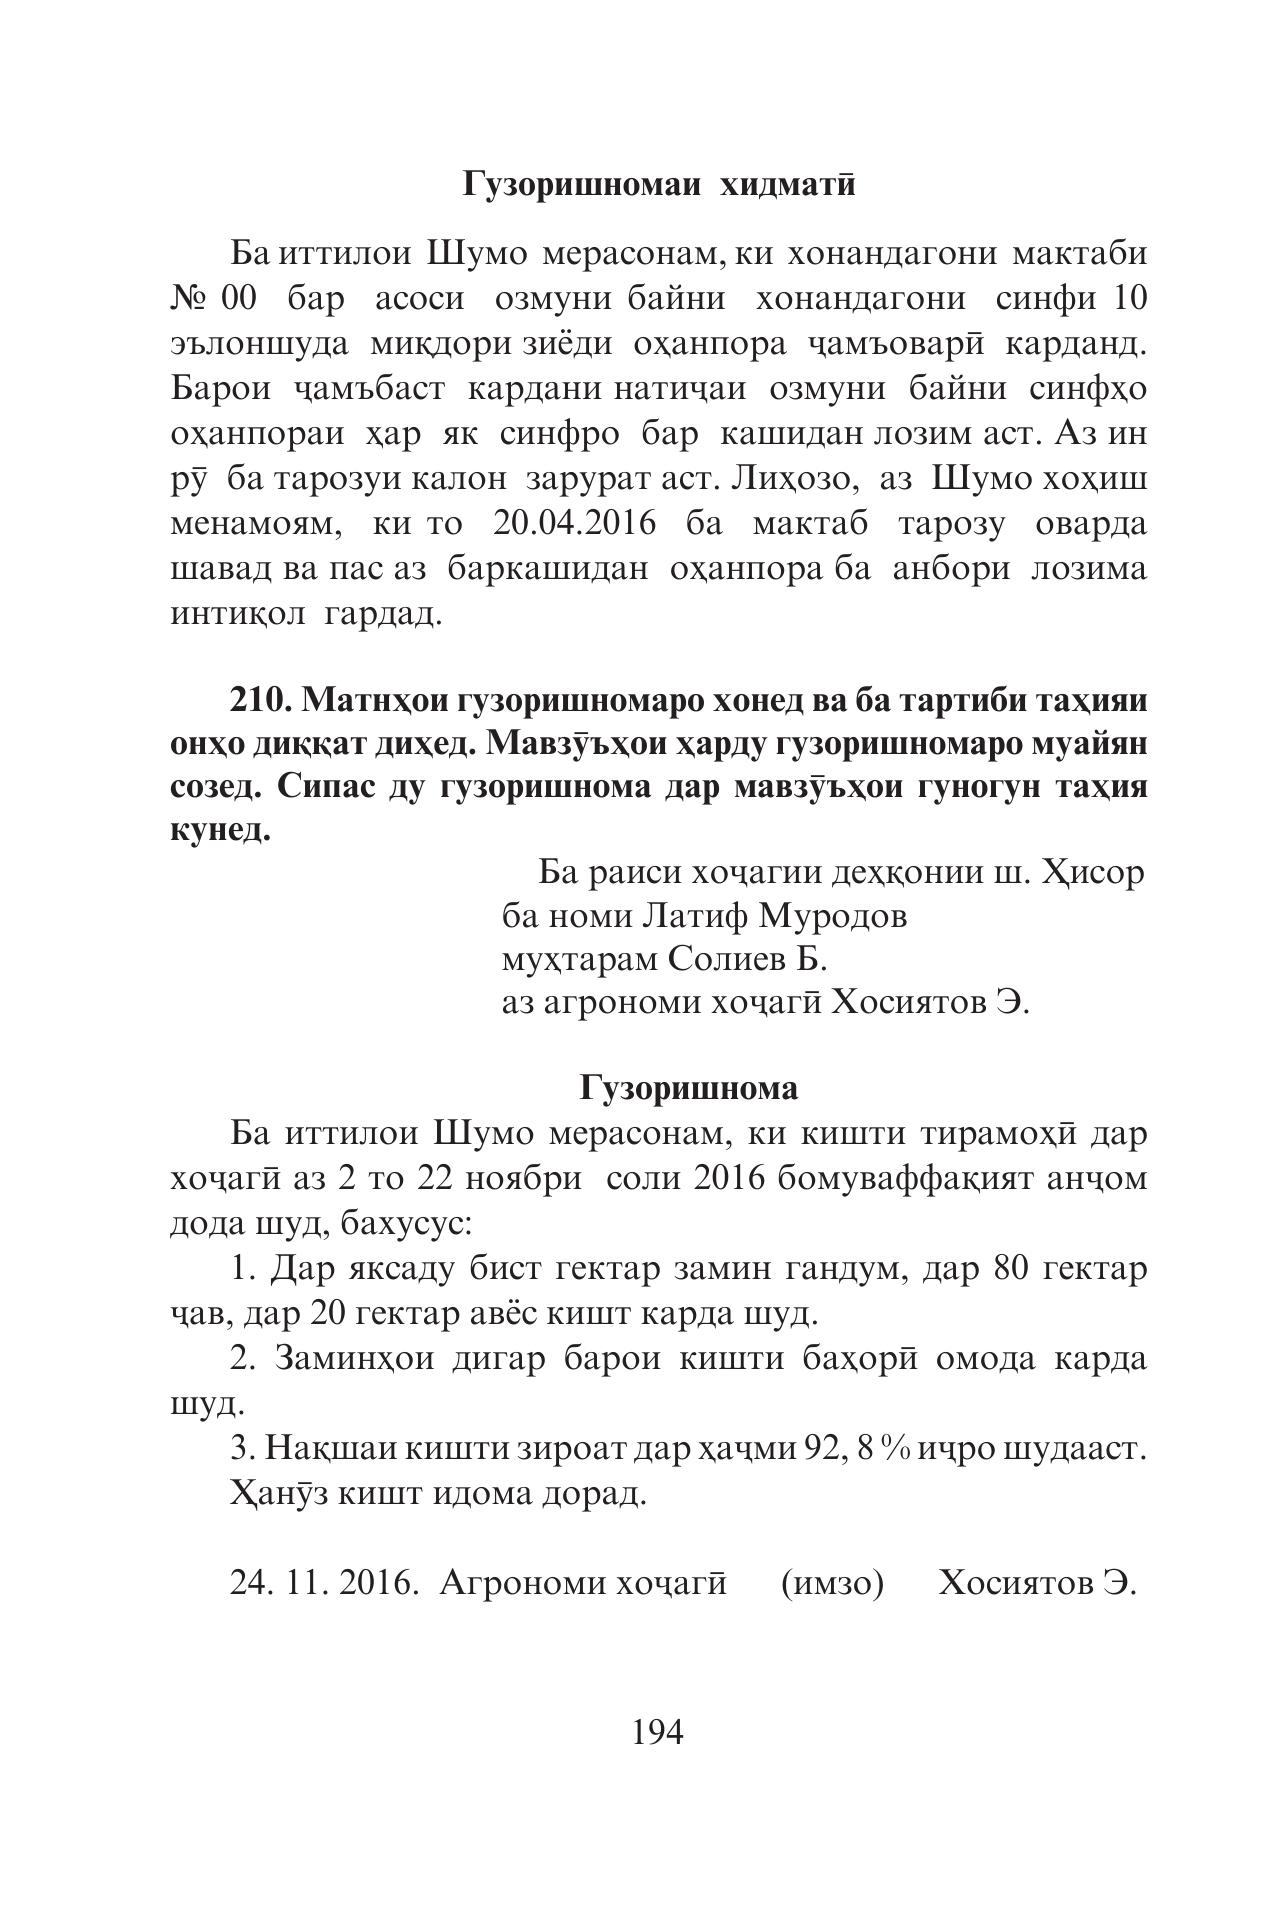 Гузоришномаи хидматӣ
Ба иттилои Шумо мерасонам, ки хонандагони мактаби
№ 00 бар асоси озмуни байни хонандагони синфи 10
эълоншуда миқдори зиёди оҳанпора ҷамъоварӣ карданд.
Барои ҷамъбаст кардани натиҷаи озмуни байни синфҳо
оҳанпораи ҳар як синфро бар кашидан лозим аст. Аз ин
рӯ ба тарозуи калон зарурат аст. Лиҳозо, аз Шумо хоҳиш
менамоям, ки то 20.04.2016 ба мактаб тарозу оварда
шавад ва пас аз баркашидан оҳанпора ба анбори лозима
интиқол гардад.
210. Матнҳои гузоришномаро хонед ва ба тартиби таҳияи
онҳо диққат диҳед. Мавзӯъҳои ҳарду гузоришномаро муайян
созед. Сипас ду гузоришнома дар мавзӯъҳои гуногун таҳия
кунед.
Ба раиси хоҷагии деҳқонии ш. Ҳисор
ба номи Латиф Муродов
муҳтарам Солиев Б.
аз агрономи хоҷагӣ Хосиятов Э.
Гузоришнома
Ба иттилои Шумо мерасонам, ки кишти тирамоҳӣ дар
хоҷагӣ аз 2 то 22 ноябри соли 2016 бомуваффақият анҷом
дода шуд, бахусус:
1. Дар яксаду бист гектар замин гандум, дар 80 гектар
ҷав, дар 20 гектар авёс кишт карда шуд.
2. Заминҳои дигар барои кишти баҳорӣ омода карда
шуд.
3. Нақшаи кишти зироат дар ҳаҷми 92, 8 % иҷро шудааст.
Ҳанӯз кишт идома дорад.
24. 11. 2016. Агрономи хоҷагӣ (имзо) Хосиятов Э.
194